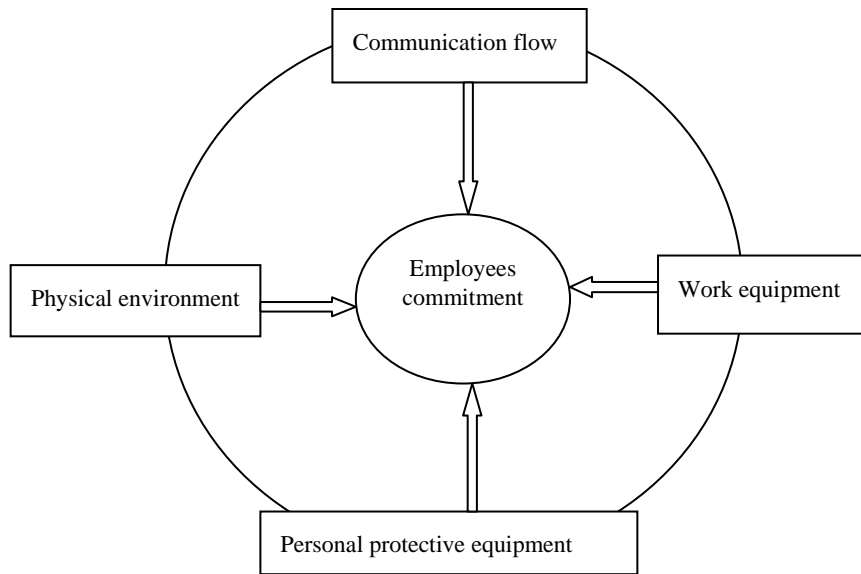 Communication flow
Employees
commitment
Physical environment
Work equipment
Personal protective equipment